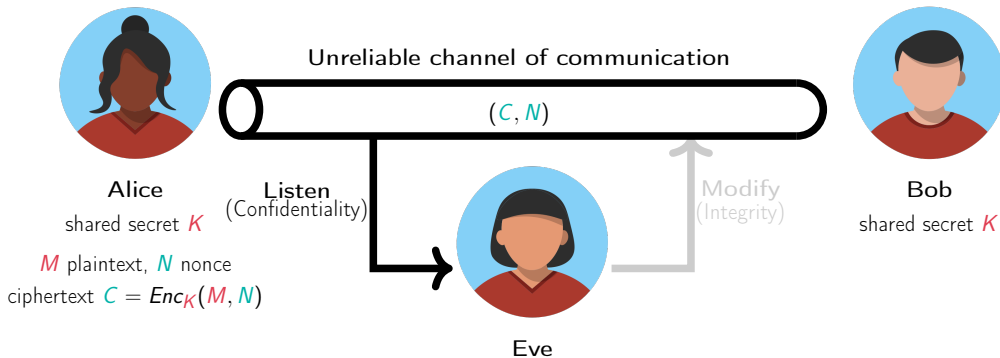 Unreliable channel of communication
(C, N)
Alice
shared secret K
M plaintext, N nonce
ciphertext C = Enc_K(M, N)
Listen
(Confidentiality)
Modify
(Integrity)
Bob
shared secret K
Eve